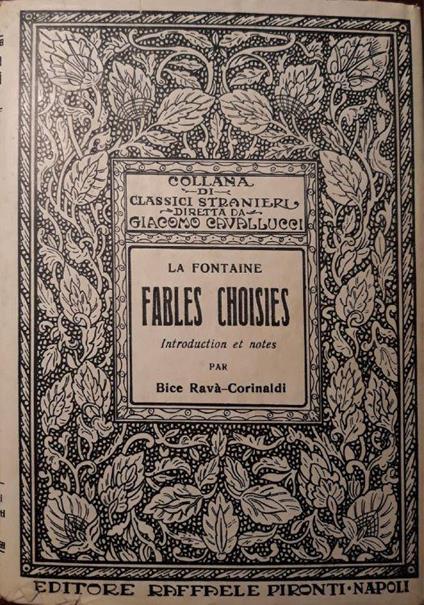 COLLANA
DI
CLASSICI STRANIERI
DIRETTA DA
GIACOMO CAVALLUCCI
LA FONTAINE
FABLES CHOISIES
Introduction et notes
PAR
Bice Ravà-Corinaldi
EDITORE RAFFAELE PIRONTI · NAPOLI